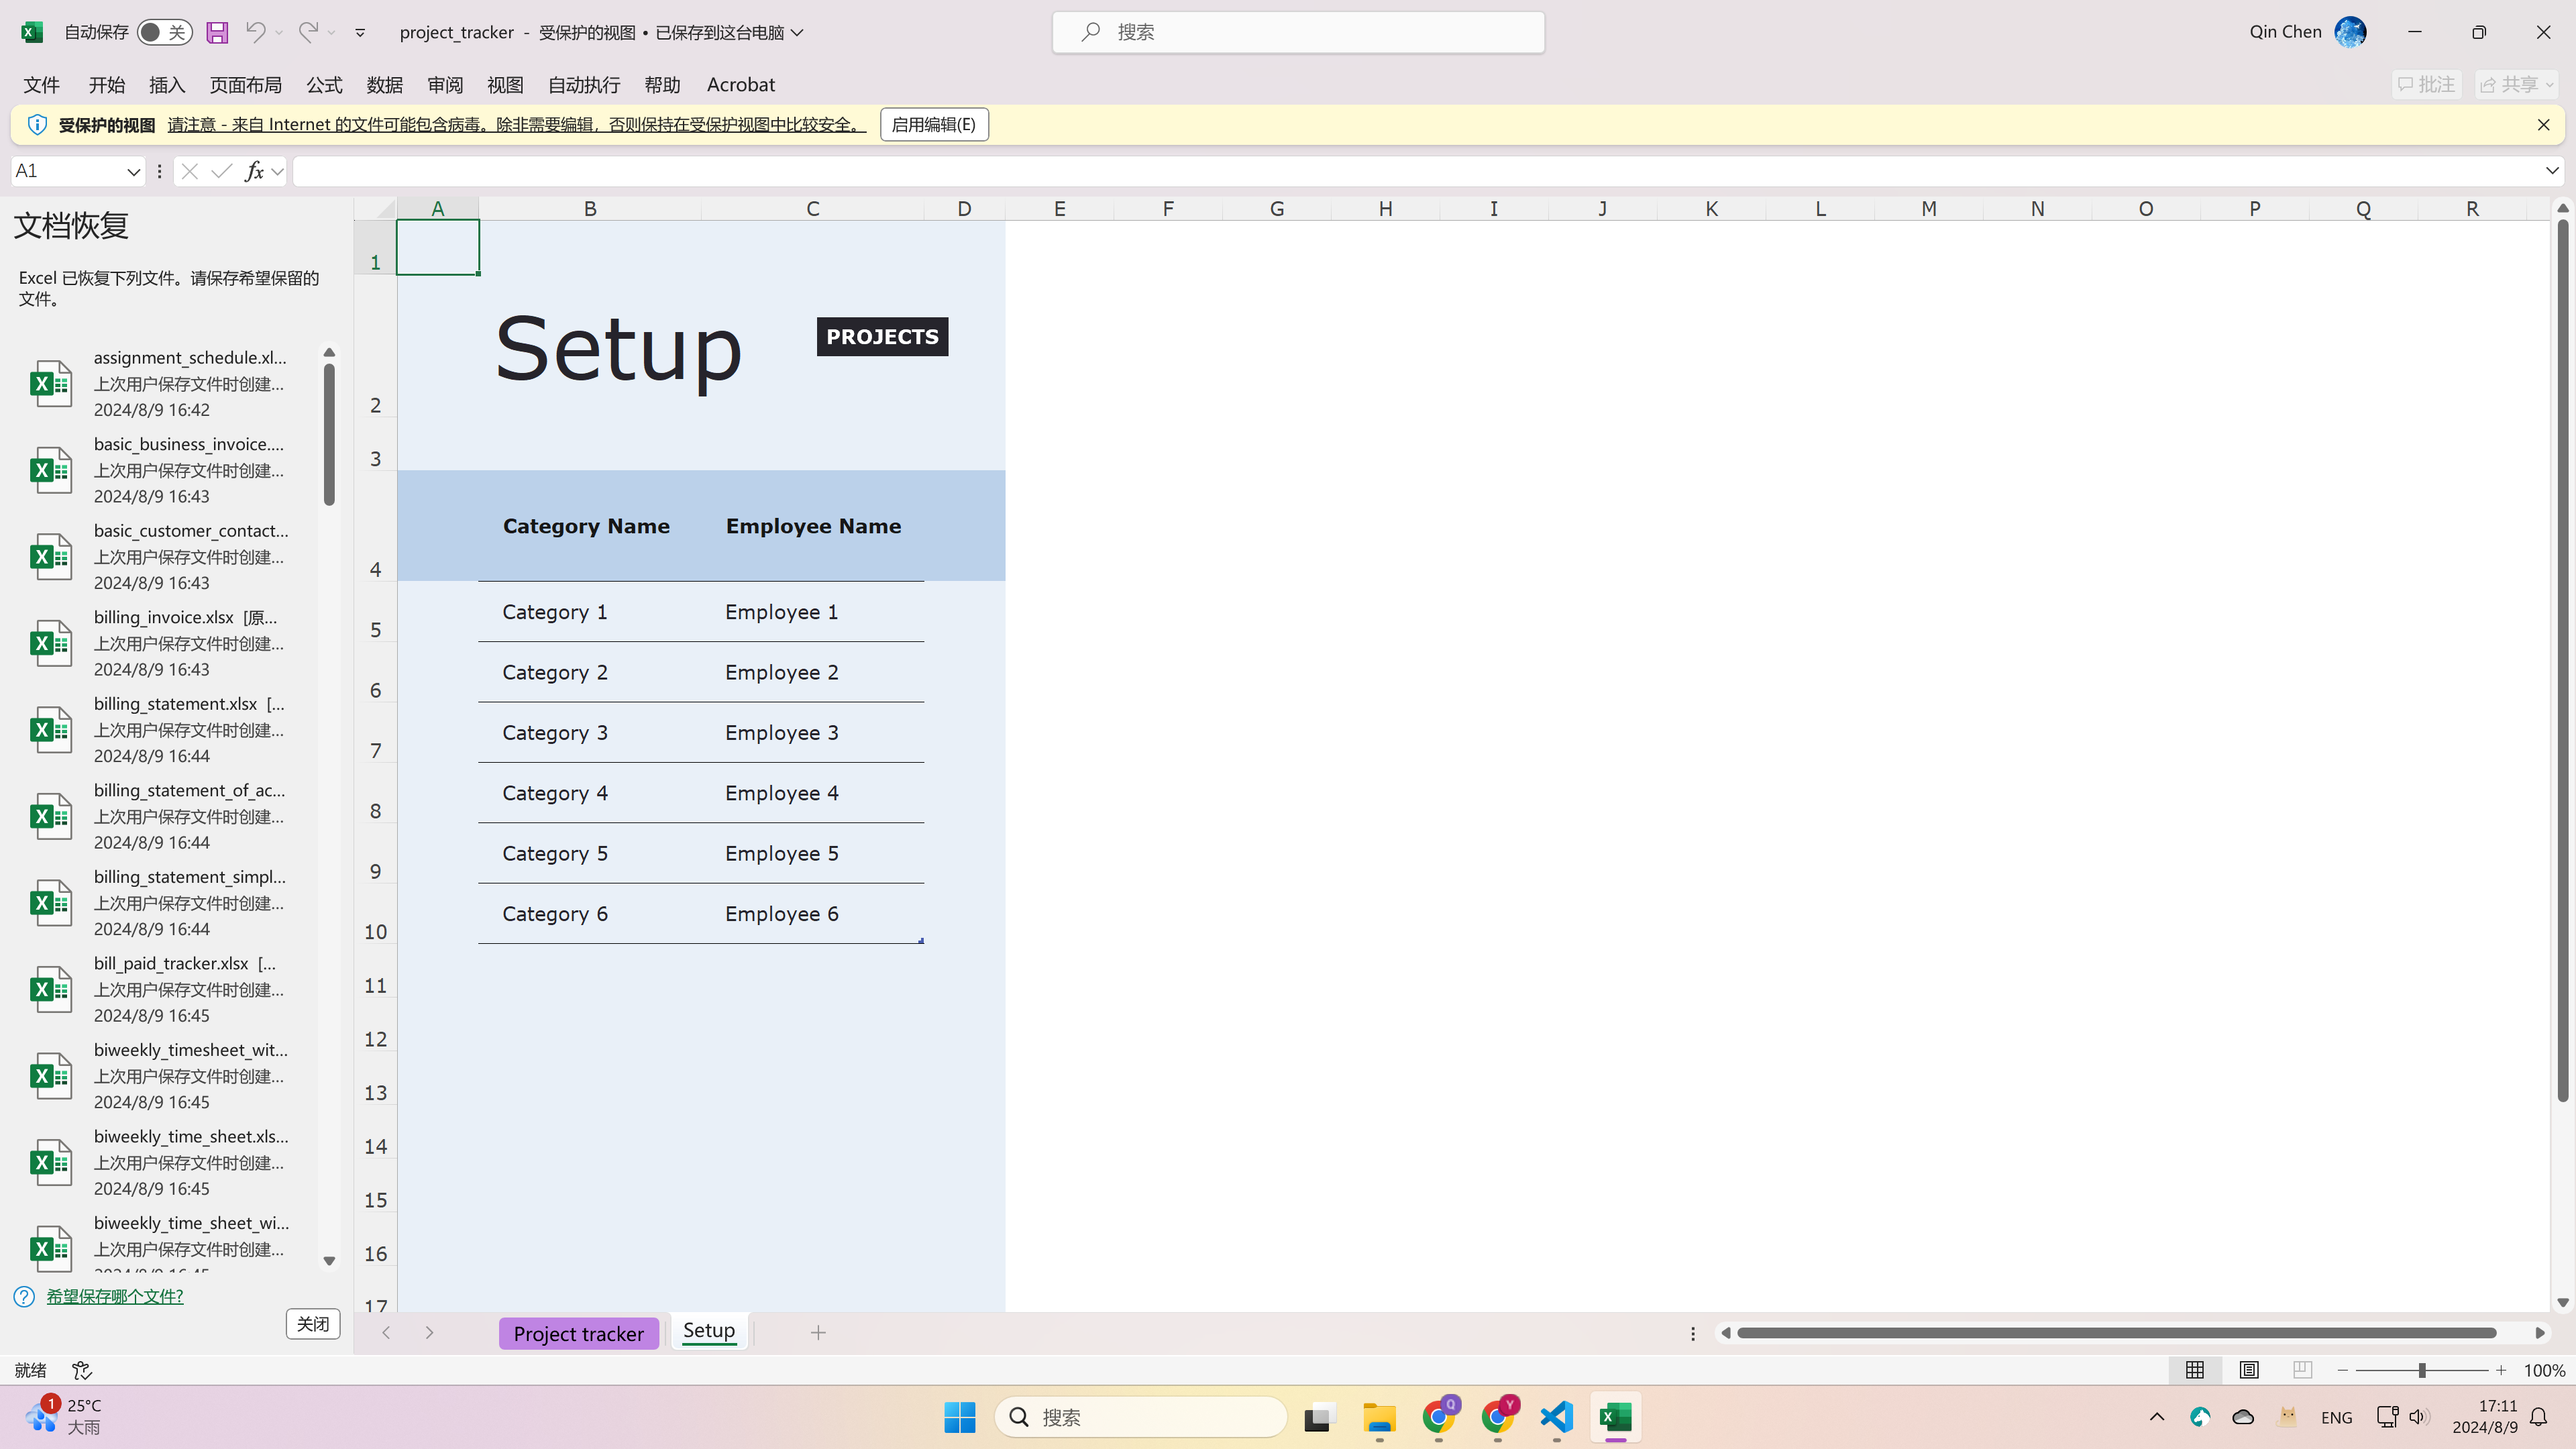 自动保存 关 project_tracker - 受保护的视图 • 已保存到这台电脑 搜索 Qin Chen
文件 开始 插入 页面布局 公式 数据 审阅 视图 自动执行 帮助 Acrobat 批注 共享
受保护的视图 请注意 - 来自 Internet 的文件可能包含病毒。除非需要编辑，否则保持在受保护视图中比较安全。 启用编辑(E)
A1 fx
文档恢复
Excel 已恢复下列文件。请保存希望保留的
文件。
assignment_schedule.xl...
上次用户保存文件时创建...
2024/8/9 16:42
basic_business_invoice....
上次用户保存文件时创建...
2024/8/9 16:43
basic_customer_contact...
上次用户保存文件时创建...
2024/8/9 16:43
billing_invoice.xlsx [原...
上次用户保存文件时创建...
2024/8/9 16:43
billing_statement.xlsx [...
上次用户保存文件时创建...
2024/8/9 16:44
billing_statement_of_ac...
上次用户保存文件时创建...
2024/8/9 16:44
billing_statement_simpl...
上次用户保存文件时创建...
2024/8/9 16:44
bill_paid_tracker.xlsx [...
上次用户保存文件时创建...
2024/8/9 16:45
biweekly_timesheet_wit...
上次用户保存文件时创建...
2024/8/9 16:45
biweekly_time_sheet.xls...
上次用户保存文件时创建...
2024/8/9 16:45
biweekly_time_sheet_wi...
上次用户保存文件时创建...
2024/8/9 16:45
希望保存哪个文件?
关闭
A B C D E F G H I J K L M N O P Q R
1
2 Setup PROJECTS
3
4 Category Name Employee Name
5 Category 1 Employee 1
6 Category 2 Employee 2
7 Category 3 Employee 3
8 Category 4 Employee 4
9 Category 5 Employee 5
10 Category 6 Employee 6
11
12
13
14
15
16
17
Project tracker Setup
就绪 100%
1 25°C
大雨
搜索
Q Y
ENG
17:11
2024/8/9